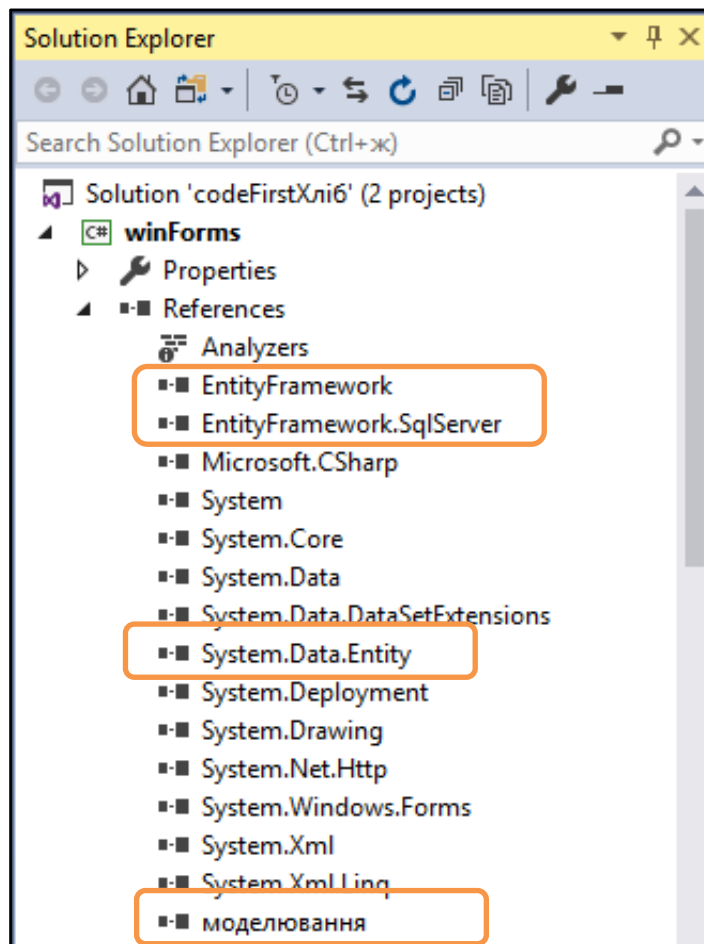 Solution Explorer
Search Solution Explorer (Ctrl+ж)
Solution 'codeFirstХліб' (2 projects)
C# winForms
Properties
References
Analyzers
EntityFramework
EntityFramework.SqlServer
Microsoft.CSharp
System
System.Core
System.Data
System.Data.DataSetExtensions
System.Data.Entity
System.Deployment
System.Drawing
System.Net.Http
System.Windows.Forms
System.Xml
System.Xml.Linq
моделювання